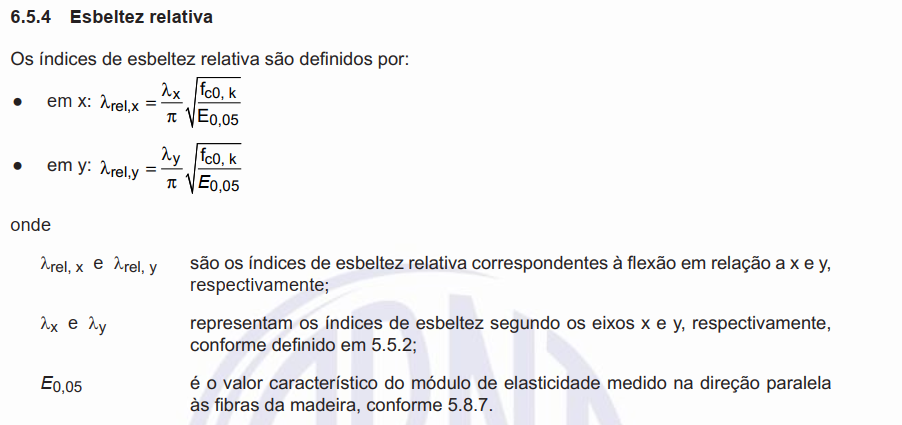 6.5.4 Esbeltez relativa
Os índices de esbeltez relativa são definidos por:
• em x: λrel,x = λx/π √(fc0, k/E0,05)
• em y: λrel,y = λy/π √(fc0, k/E0,05)
onde
λrel, x e λrel, y são os índices de esbeltez relativa correspondentes à flexão em relação a x e y,
respectivamente;
λx e λy representam os índices de esbeltez segundo os eixos x e y, respectivamente,
conforme definido em 5.5.2;
E0,05 é o valor característico do módulo de elasticidade medido na direção paralela
às fibras da madeira, conforme 5.8.7.